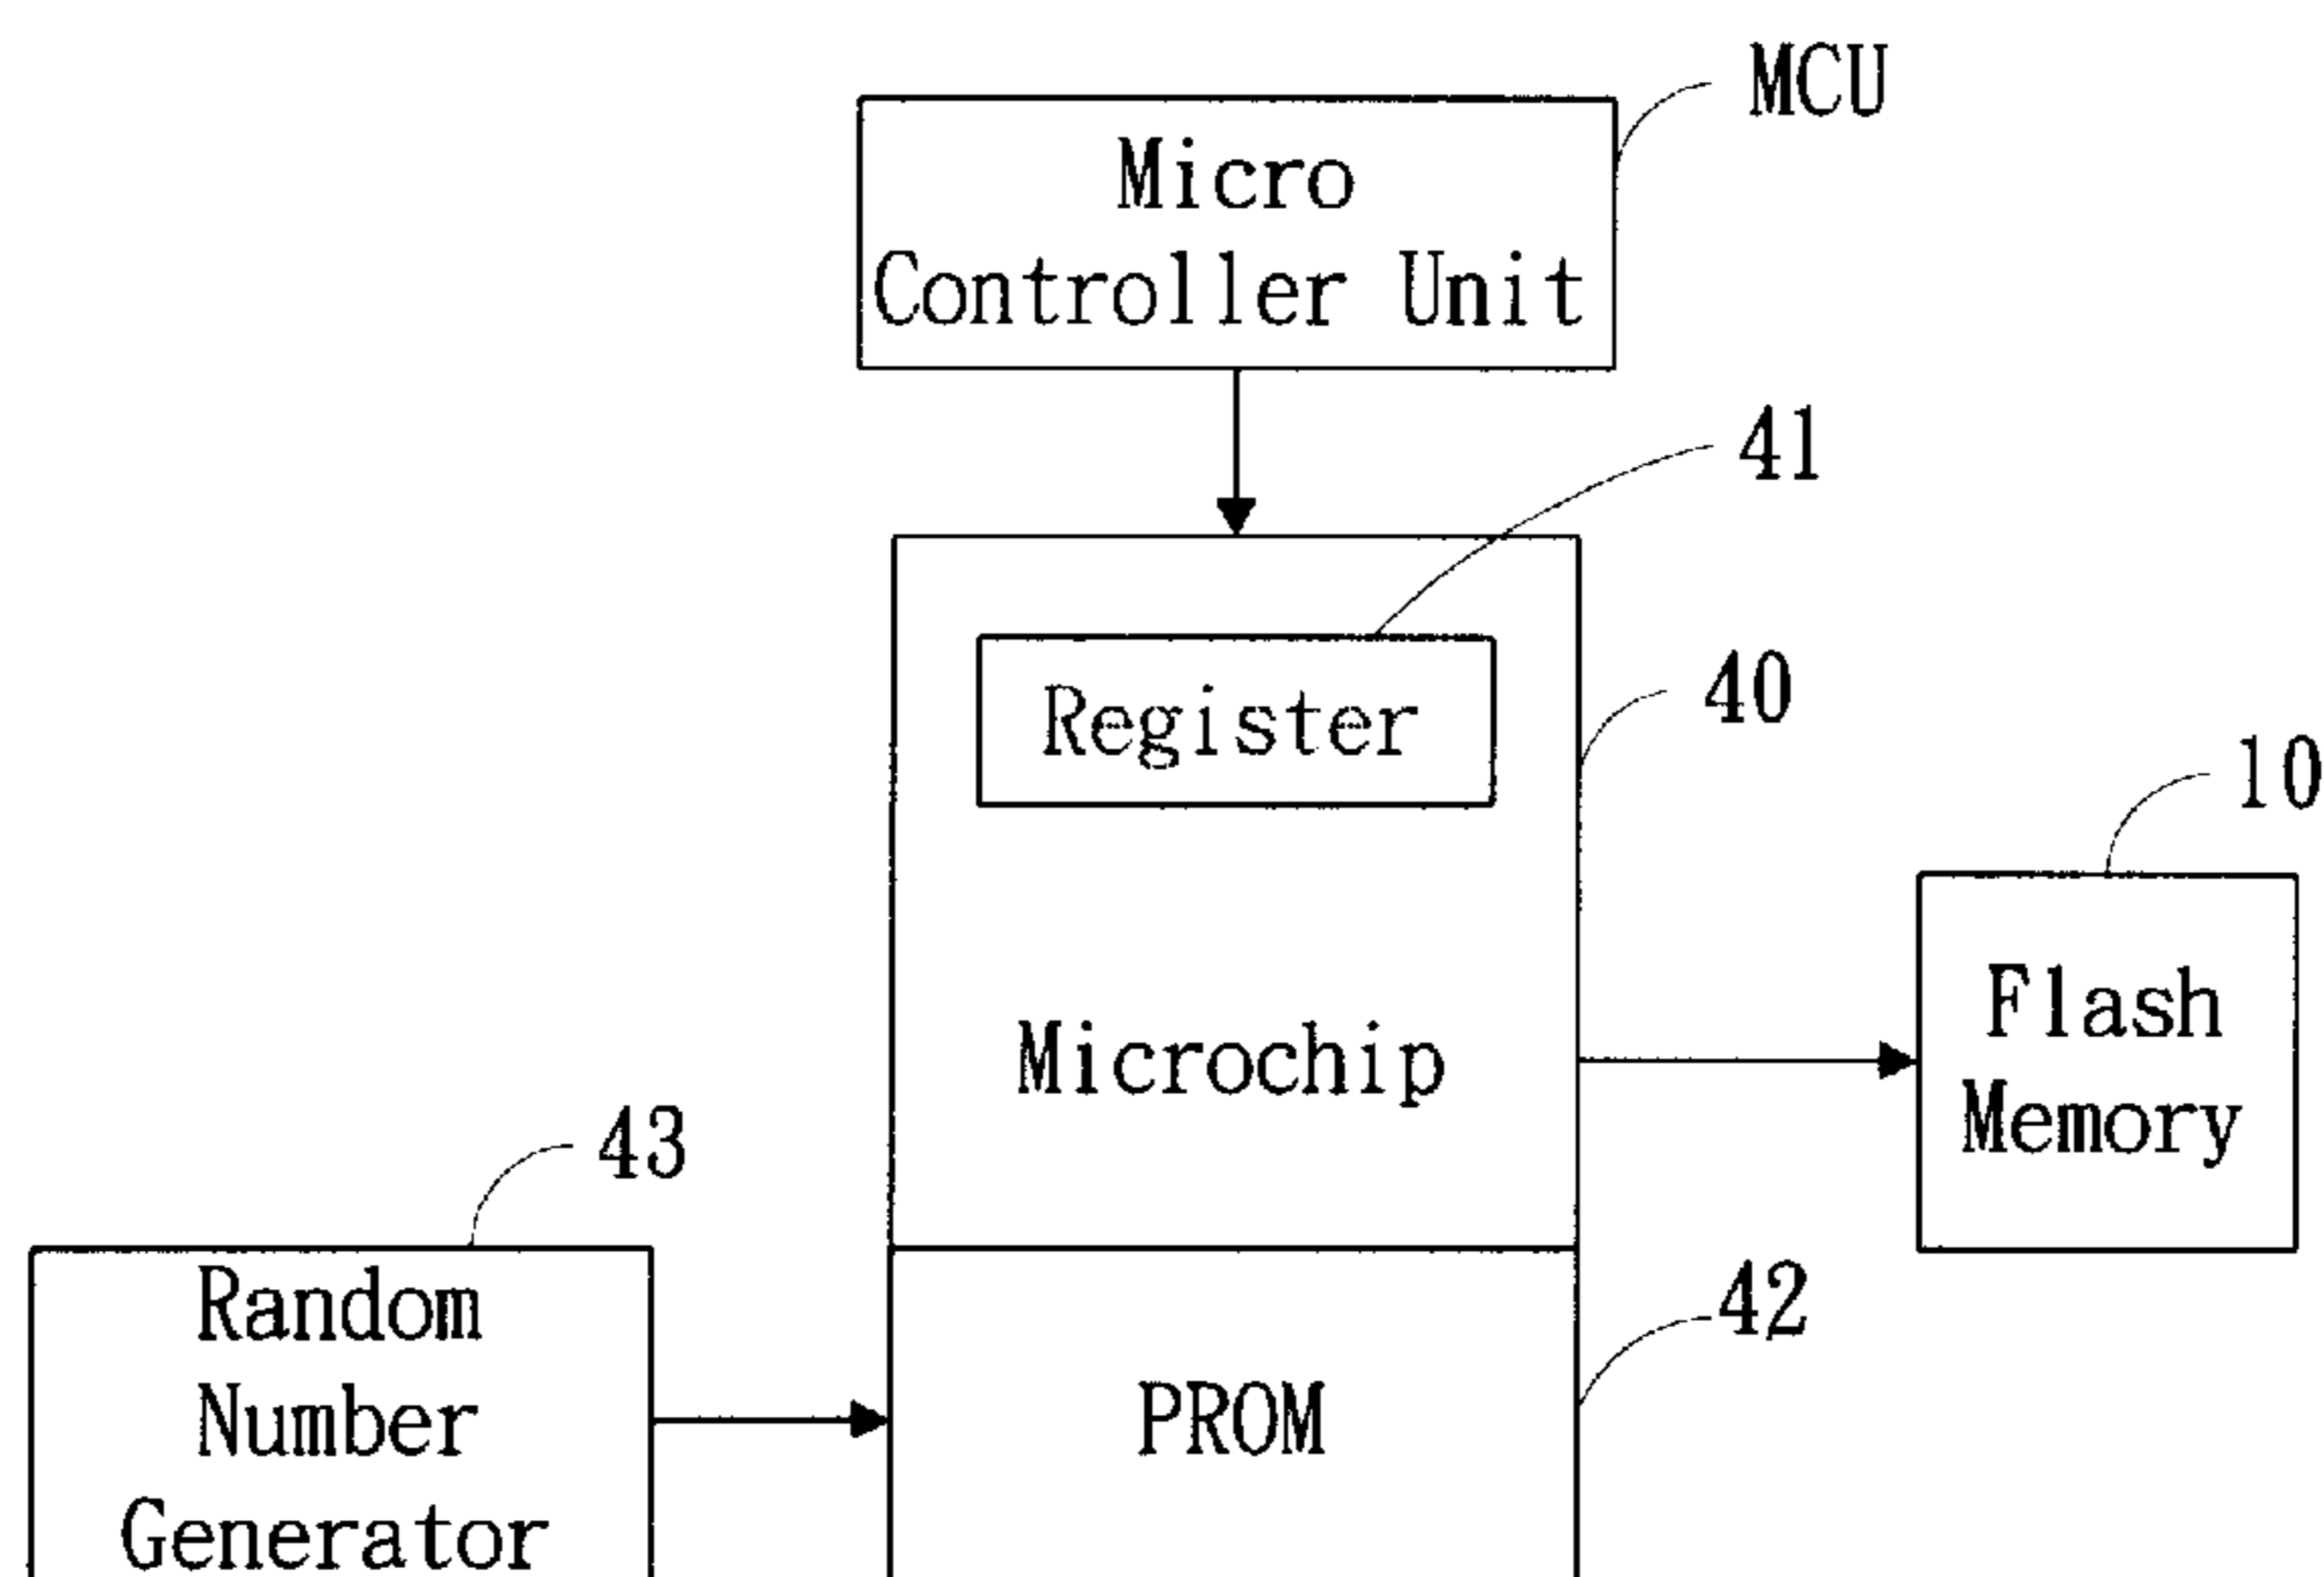 MCU
Micro
Controller Unit
41
Register
40
10
Microchip
Flash
Memory
43
42
Random
Number
Generator
PROM